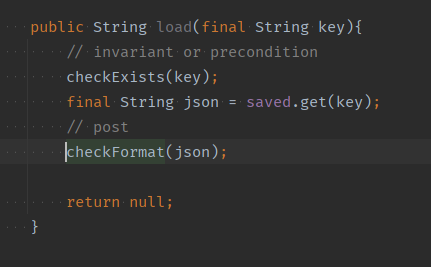 public String load(final String key){
// invariant or precondition
checkExists(key);
final String json = saved.get(key);
// post
checkFormat(json);
return null;
}